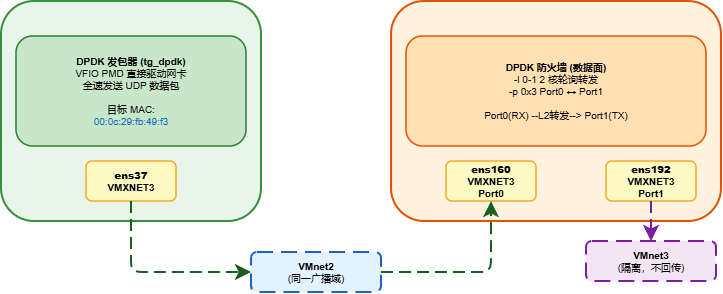 DPDK 发包器 (tg_dpdk)
VFIO PMD 直接驱动网卡
全速发送 UDP 数据包
目标 MAC:
00:0c:29:fb:49:f3
ens37
VMXNET3
DPDK 防火墙 (数据面)
-l 0-1 2 核轮询转发
-p 0x3 Port0 ↔ Port1
Port0(RX) --L2转发--> Port1(TX)
ens160
VMXNET3
Port0
ens192
VMXNET3
Port1
VMnet2
(同一广播域)
VMnet3
(隔离，不回传)